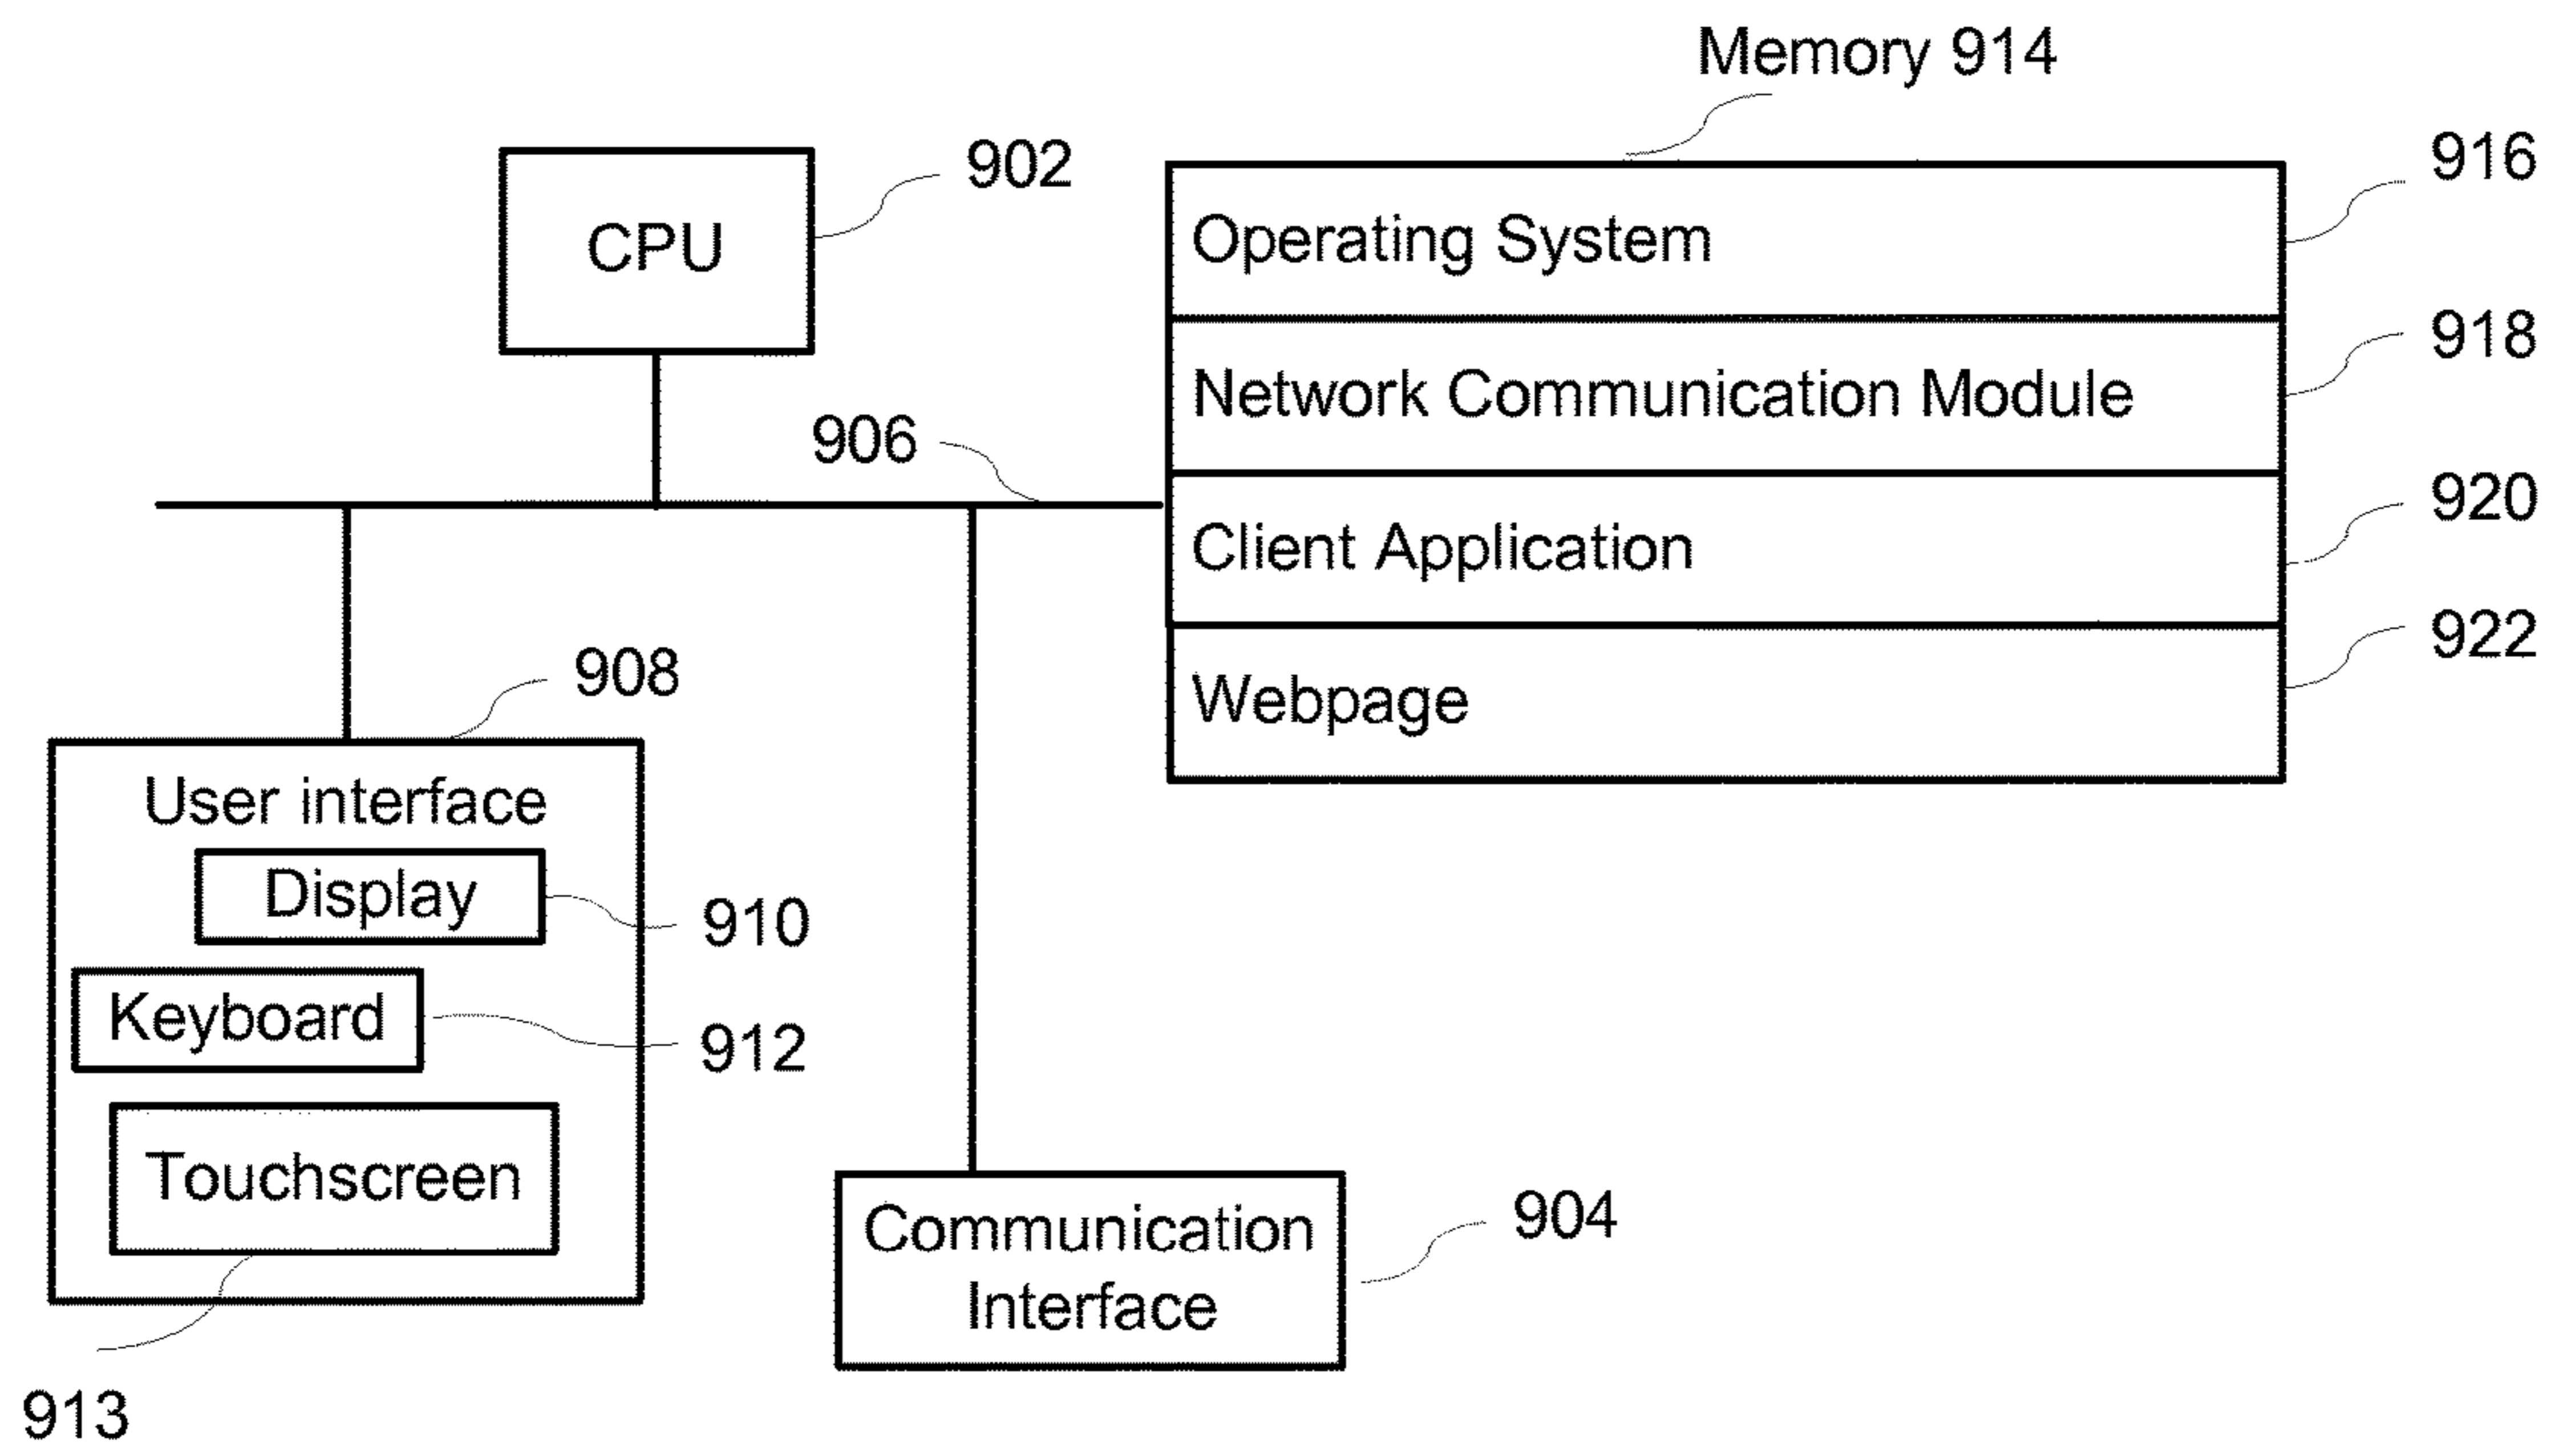 Memory 914
902
916
CPU
Operating System
918
906
Network Communication Module
920
Client Application
922
908
Webpage
User interface
Display
910
Keyboard
912
Touchscreen
904
Communication
Interface
913